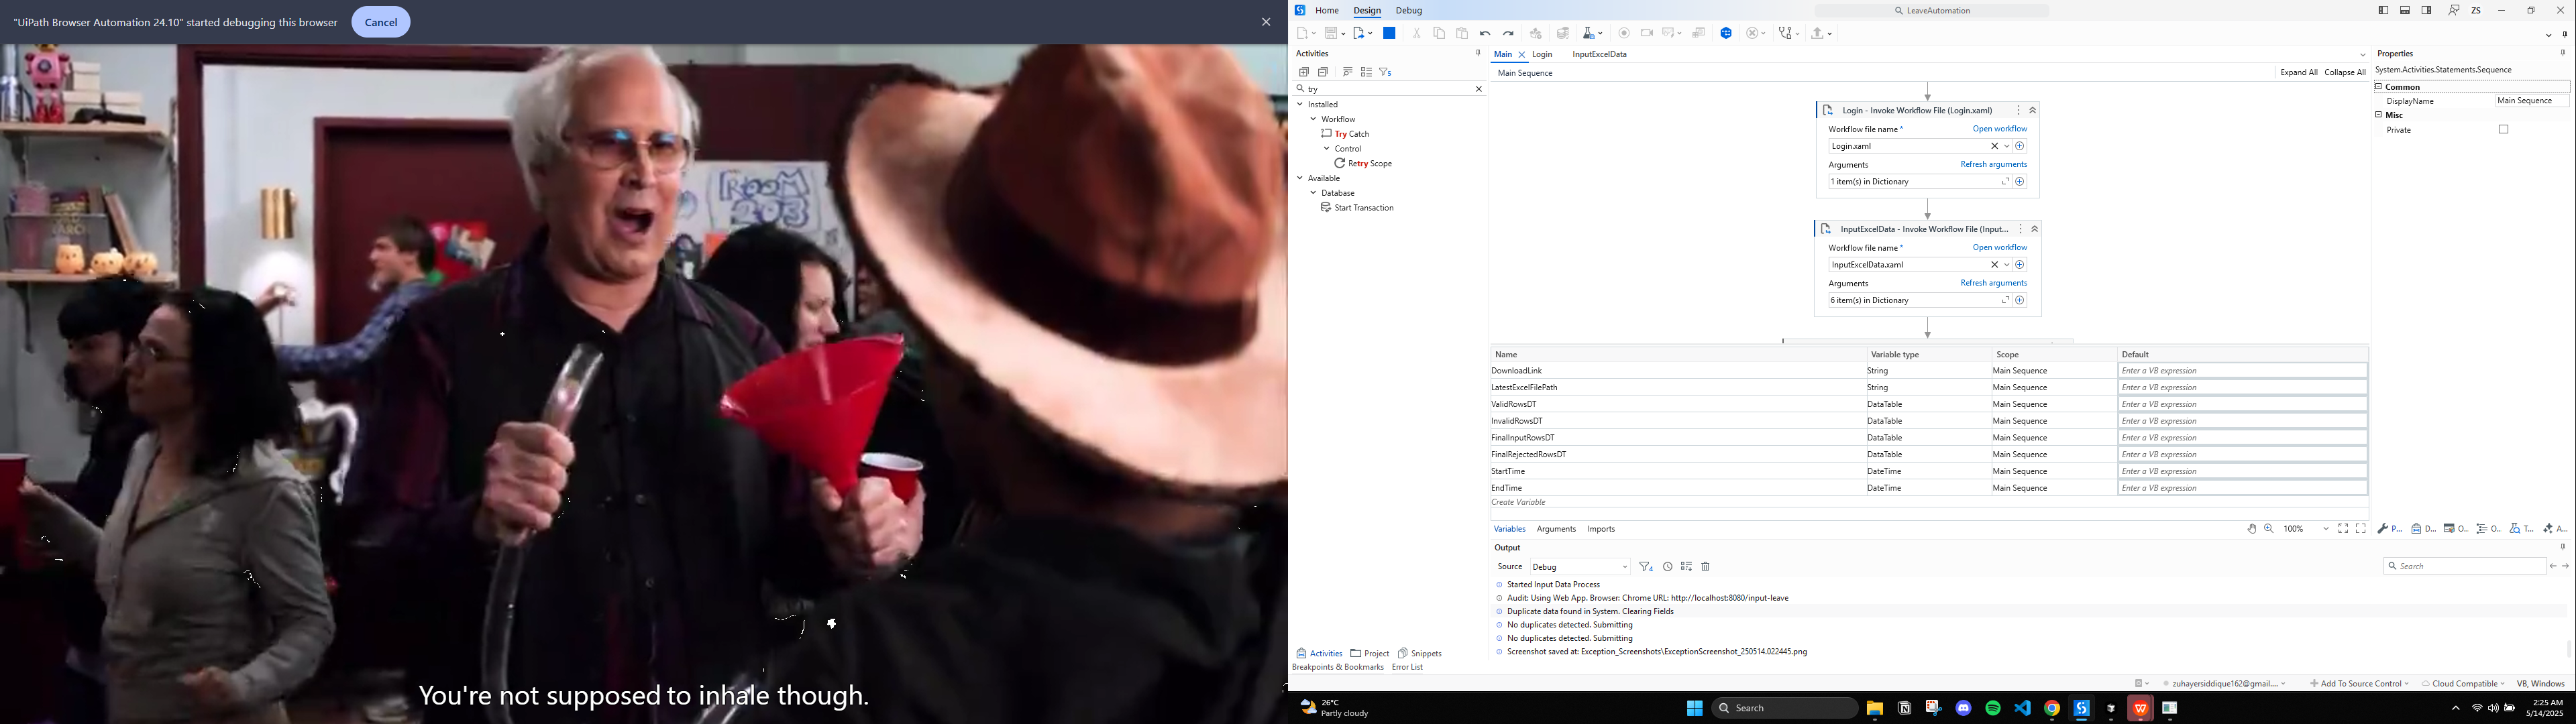 "UiPath Browser Automation 24.10" started debugging this browser
Cancel
ROOM
203
You're not supposed to inhale though.
Home
Design
Debug
LeaveAutomation
ZS
Activities
try
Installed
Workflow
Try Catch
Control
Retry Scope
Available
Database
Start Transaction
Activities
Project
Snippets
Breakpoints & Bookmarks
Error List
Main
Login
InputExcelData
Main Sequence
Expand All
Collapse All
Login - Invoke Workflow File (Login.xaml)
Workflow file name *
Open workflow
Login.xaml
Arguments
Refresh arguments
1 item(s) in Dictionary
InputExcelData - Invoke Workflow File (Input...
Workflow file name *
Open workflow
InputExcelData.xaml
Arguments
Refresh arguments
6 item(s) in Dictionary
Name Variable type Scope Default
DownloadLink String Main Sequence Enter a VB expression
LatestExcelFilePath String Main Sequence Enter a VB expression
ValidRowsDT DataTable Main Sequence Enter a VB expression
InvalidRowsDT DataTable Main Sequence Enter a VB expression
FinalInputRowsDT DataTable Main Sequence Enter a VB expression
FinalRejectedRowsDT DataTable Main Sequence Enter a VB expression
StartTime DateTime Main Sequence Enter a VB expression
EndTime DateTime Main Sequence Enter a VB expression
Create Variable
Variables
Arguments
Imports
100%
Output
Source
Debug
4
Search
Started Input Data Process
Audit: Using Web App. Browser: Chrome URL: http://localhost:8080/input-leave
Duplicate data found in System. Clearing Fields
No duplicates detected. Submitting
No duplicates detected. Submitting
Screenshot saved at: Exception_Screenshots\ExceptionScreenshot_250514.022445.png
Properties
System.Activities.Statements.Sequence
Common
DisplayName
Main Sequence
Misc
Private
P...
D...
O..
O..
T...
A...
zuhayersiddique162@gmail....
Add To Source Control
Cloud Compatible
VB, Windows
26°C
Partly cloudy
Search
2:25 AM
5/14/2025